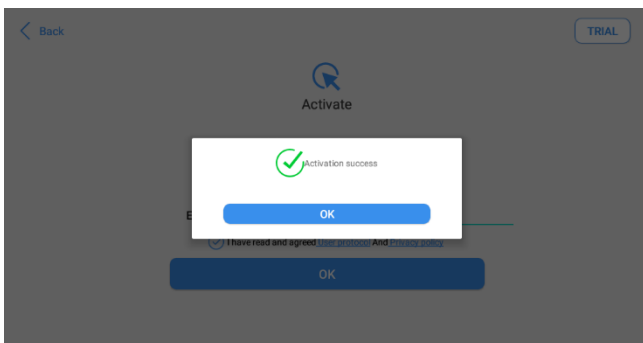 Back
TRIAL
Activate
Activation success
OK
E
I have read and agreed User protocol And Privacy policy
OK